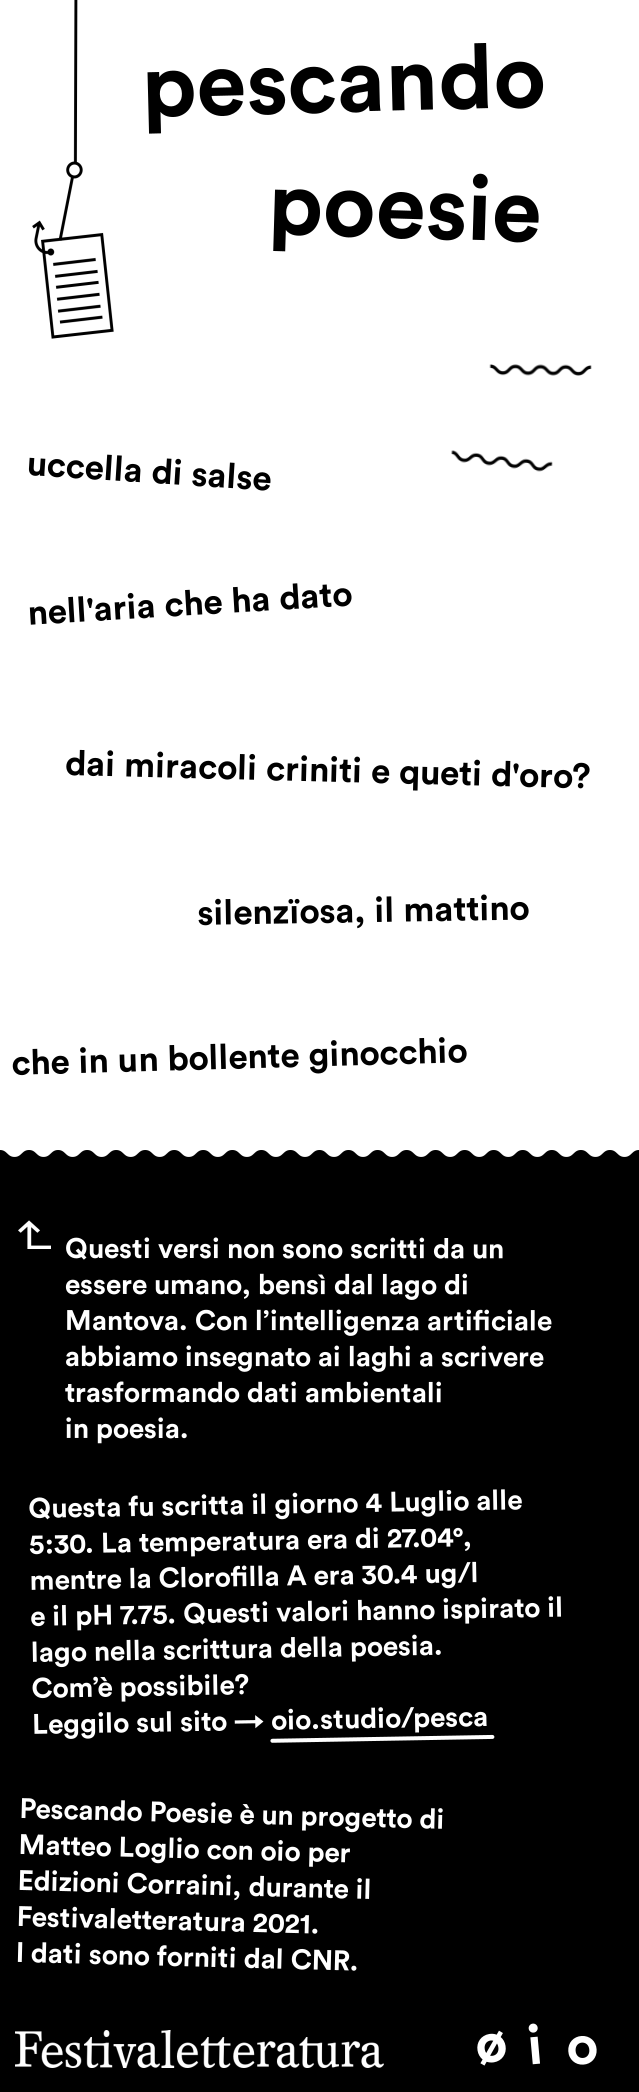 pescando
poesie
uccella di salse
nell'aria che ha dato
dai miracoli criniti e queti d'oro?
silenzïosa, il mattino
che in un bollente ginocchio
Questi versi non sono scritti da un
essere umano, bensì dal lago di
Mantova. Con l’intelligenza artificiale
abbiamo insegnato ai laghi a scrivere
trasformando dati ambientali
in poesia.
Questa fu scritta il giorno 4 Luglio alle
5:30. La temperatura era di 27.04°,
mentre la Clorofilla A era 30.4 ug/l
e il pH 7.75. Questi valori hanno ispirato il
lago nella scrittura della poesia.
Com’è possibile?
Leggilo sul sito → oio.studio/pesca
Pescando Poesie è un progetto di
Matteo Loglio con oio per
Edizioni Corraini, durante il
Festivaletteratura 2021.
I dati sono forniti dal CNR.
Festivaletteratura
ø i o